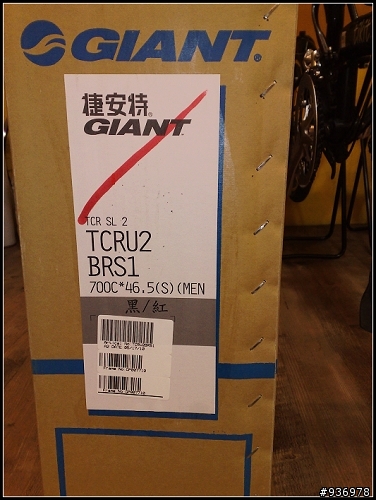 GIANT.
捷安特
GIANT
TCR SL 2
TCRU2
BRS1
700C*46.5(S)(MEN
黑/紅
#936978